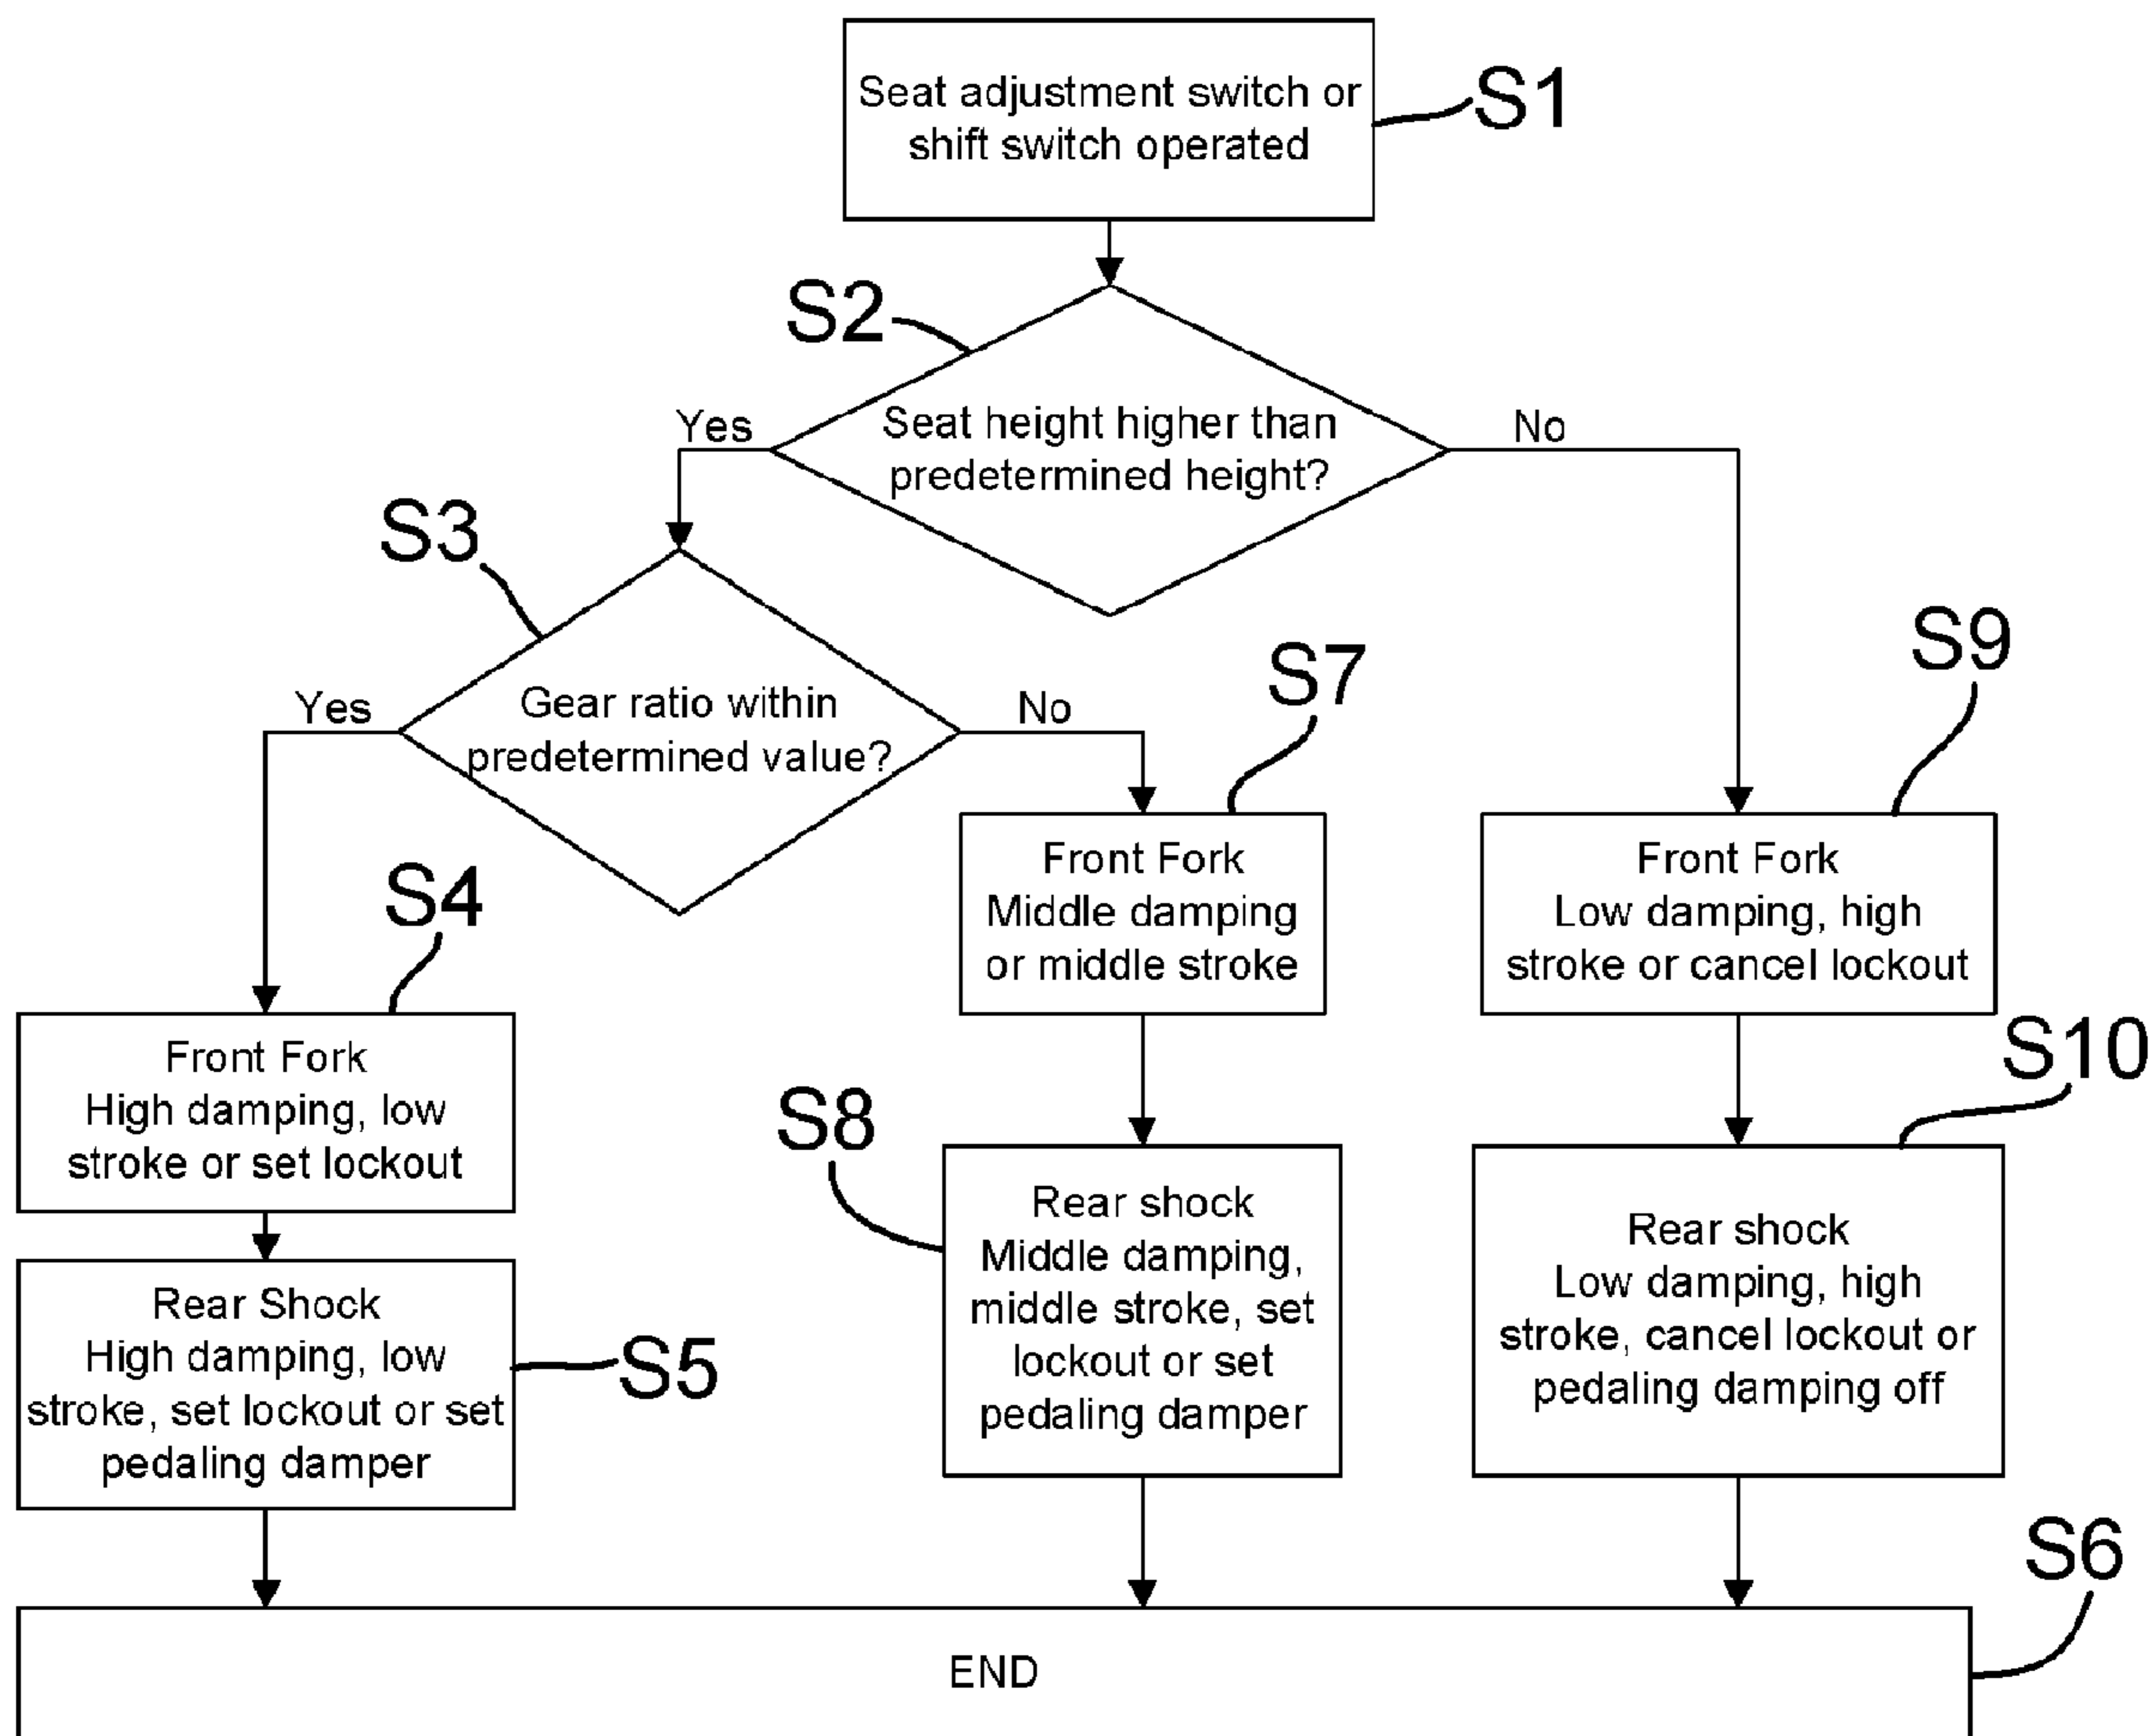 Seat adjustment switch or
shift switch operated
S1
S2
Seat height higher than
predetermined height?
Yes
No
S3
Gear ratio within
predetermined value?
Yes
No
S7
S9
Front Fork
Middle damping
or middle stroke
Front Fork
Low damping, high
stroke or cancel lockout
S4
Front Fork
High damping, low
stroke or set lockout
S10
S8
Rear shock
Middle damping,
middle stroke, set
lockout or set
pedaling damper
Rear shock
Low damping, high
stroke, cancel lockout or
pedaling damping off
Rear Shock
High damping, low
stroke, set lockout or set
pedaling damper
S5
S6
END